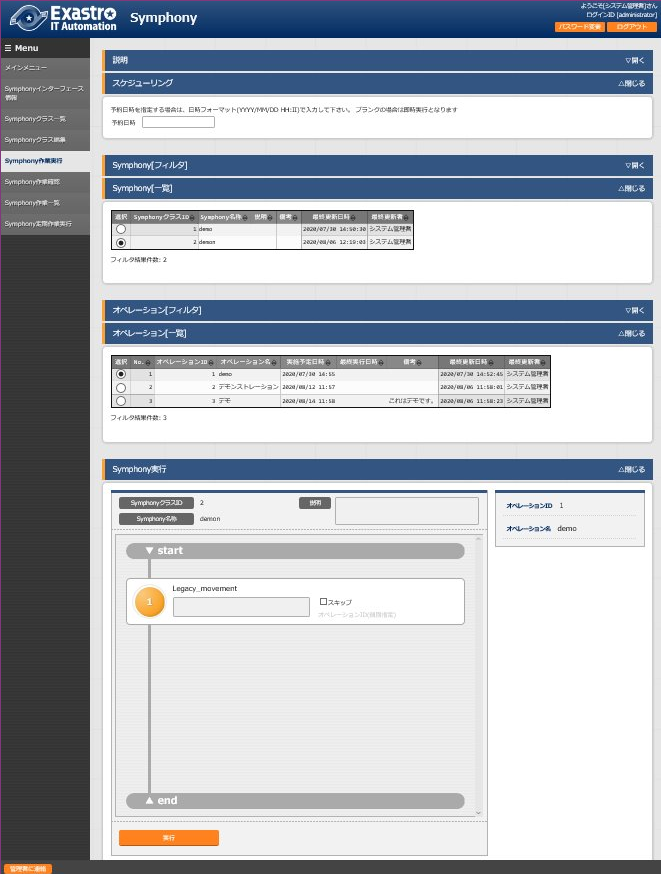 Exastro
IT Automation
Symphony
ようこそ[システム管理者]さん
ログインID [administrator]
パスワード変更
ログアウト
☰ Menu
メインメニュー
Symphonyインターフェース
情報
Symphonyクラス一覧
Symphonyクラス編集
Symphony作業実行
Symphony作業確認
Symphony作業一覧
Symphony定期作業実行
説明
▽開く
スケジューリング
△閉じる
予約日時を指定する場合は、日時フォーマット(YYYY/MM/DD HH:II)で入力して下さい。 ブランクの場合は即時実行となります
予約日時
Symphony[フィルタ]
▽開く
Symphony[一覧]
△閉じる
選択 SymphonyクラスID Symphony名称 説明 備考 最終更新日時 最終更新者
1 demo 2020/07/30 14:50:30 システム管理者
2 demon 2020/08/06 12:19:03 システム管理者
フィルタ結果件数: 2
オペレーション[フィルタ]
▽開く
オペレーション[一覧]
△閉じる
選択 No. オペレーションID オペレーション名 実施予定日時 最終実行日時 備考 最終更新日時 最終更新者
1 1 demo 2020/07/30 14:55 2020/07/30 14:52:45 システム管理者
2 2 デモンストレーション 2020/08/12 11:57 2020/08/06 11:58:01 システム管理者
3 3 デモ 2020/08/14 11:58 これはデモです。 2020/08/06 11:58:23 システム管理者
フィルタ結果件数: 3
Symphony実行
△閉じる
SymphonyクラスID 2 説明
Symphony名称 demon
オペレーションID 1
オペレーション名 demo
▼ start
1
Legacy_movement
スキップ
オペレーションID(個別指定)
▲ end
実行
管理者に連絡